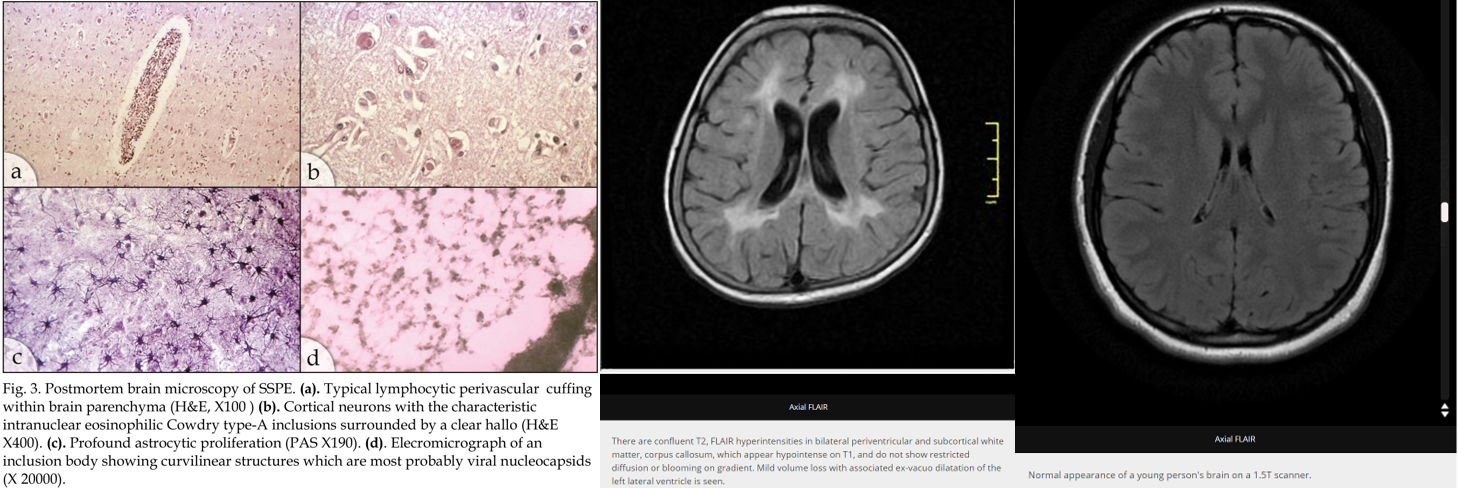 a
b
c
d
Fig. 3. Postmortem brain microscopy of SSPE. (a). Typical lymphocytic perivascular cuffing
within brain parenchyma (H&E, X100 ) (b). Cortical neurons with the characteristic
intranuclear eosinophilic Cowdry type-A inclusions surrounded by a clear hallo (H&E
X400). (c). Profound astrocytic proliferation (PAS X190). (d). Elecromicrograph of an
inclusion body showing curvilinear structures which are most probably viral nucleocapsids
(X 20000).
Axial FLAIR
There are confluent T2, FLAIR hyperintensities in bilateral periventricular and subcortical white
matter, corpus callosum, which appear hypointense on T1, and do not show restricted
diffusion or blooming on gradient. Mild volume loss with associated ex-vacuo dilatation of the
left lateral ventricle is seen.
Axial FLAIR
Normal appearance of a young person's brain on a 1.5T scanner.